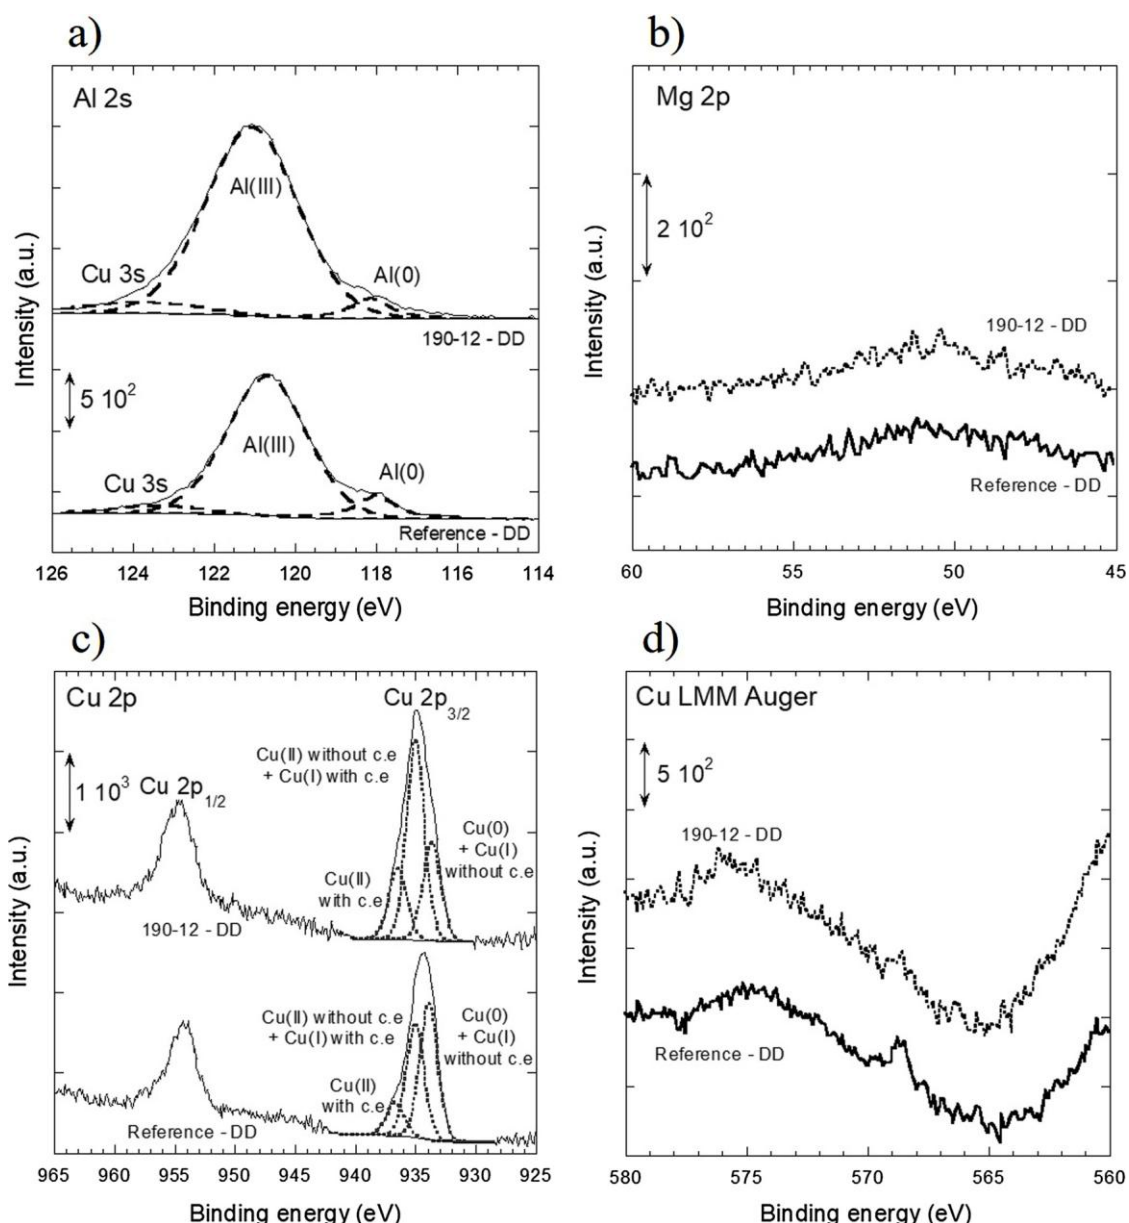 a)
Al 2s
Al(III)
Cu 3s
Al(0)
190-12 - DD
5 10²
Al(III)
Cu 3s
Al(0)
Reference - DD
126 124 122 120 118 116 114
Binding energy (eV)
Intensity (a.u.)
b)
Mg 2p
2 10²
190-12 - DD
Reference - DD
60 55 50 45
Binding energy (eV)
Intensity (a.u.)
c)
Cu 2p
Cu 2p3/2
Cu(II) without c.e
+ Cu(I) with c.e
1 10³
Cu 2p1/2
Cu(0)
+ Cu(I)
without c.e
Cu(II)
with c.e
190-12 - DD
Cu(II) without c.e
+ Cu(I) with c.e
Cu(0)
+ Cu(I)
without c.e
Cu(II)
with c.e
Reference - DD
965 960 955 950 945 940 935 930 925
Binding energy (eV)
Intensity (a.u.)
d)
Cu LMM Auger
5 10²
190-12 - DD
Reference - DD
580 575 570 565 560
Binding energy (eV)
Intensity (a.u.)